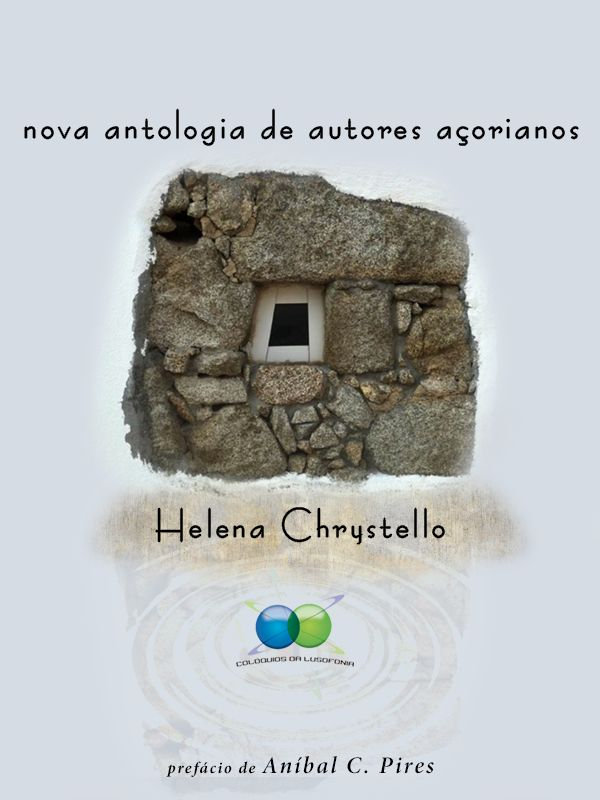 nova antologia de autores açorianos
Helena Chrystello
COLÓQUIOS DA LUSOFONIA
prefácio de Aníbal C. Pires